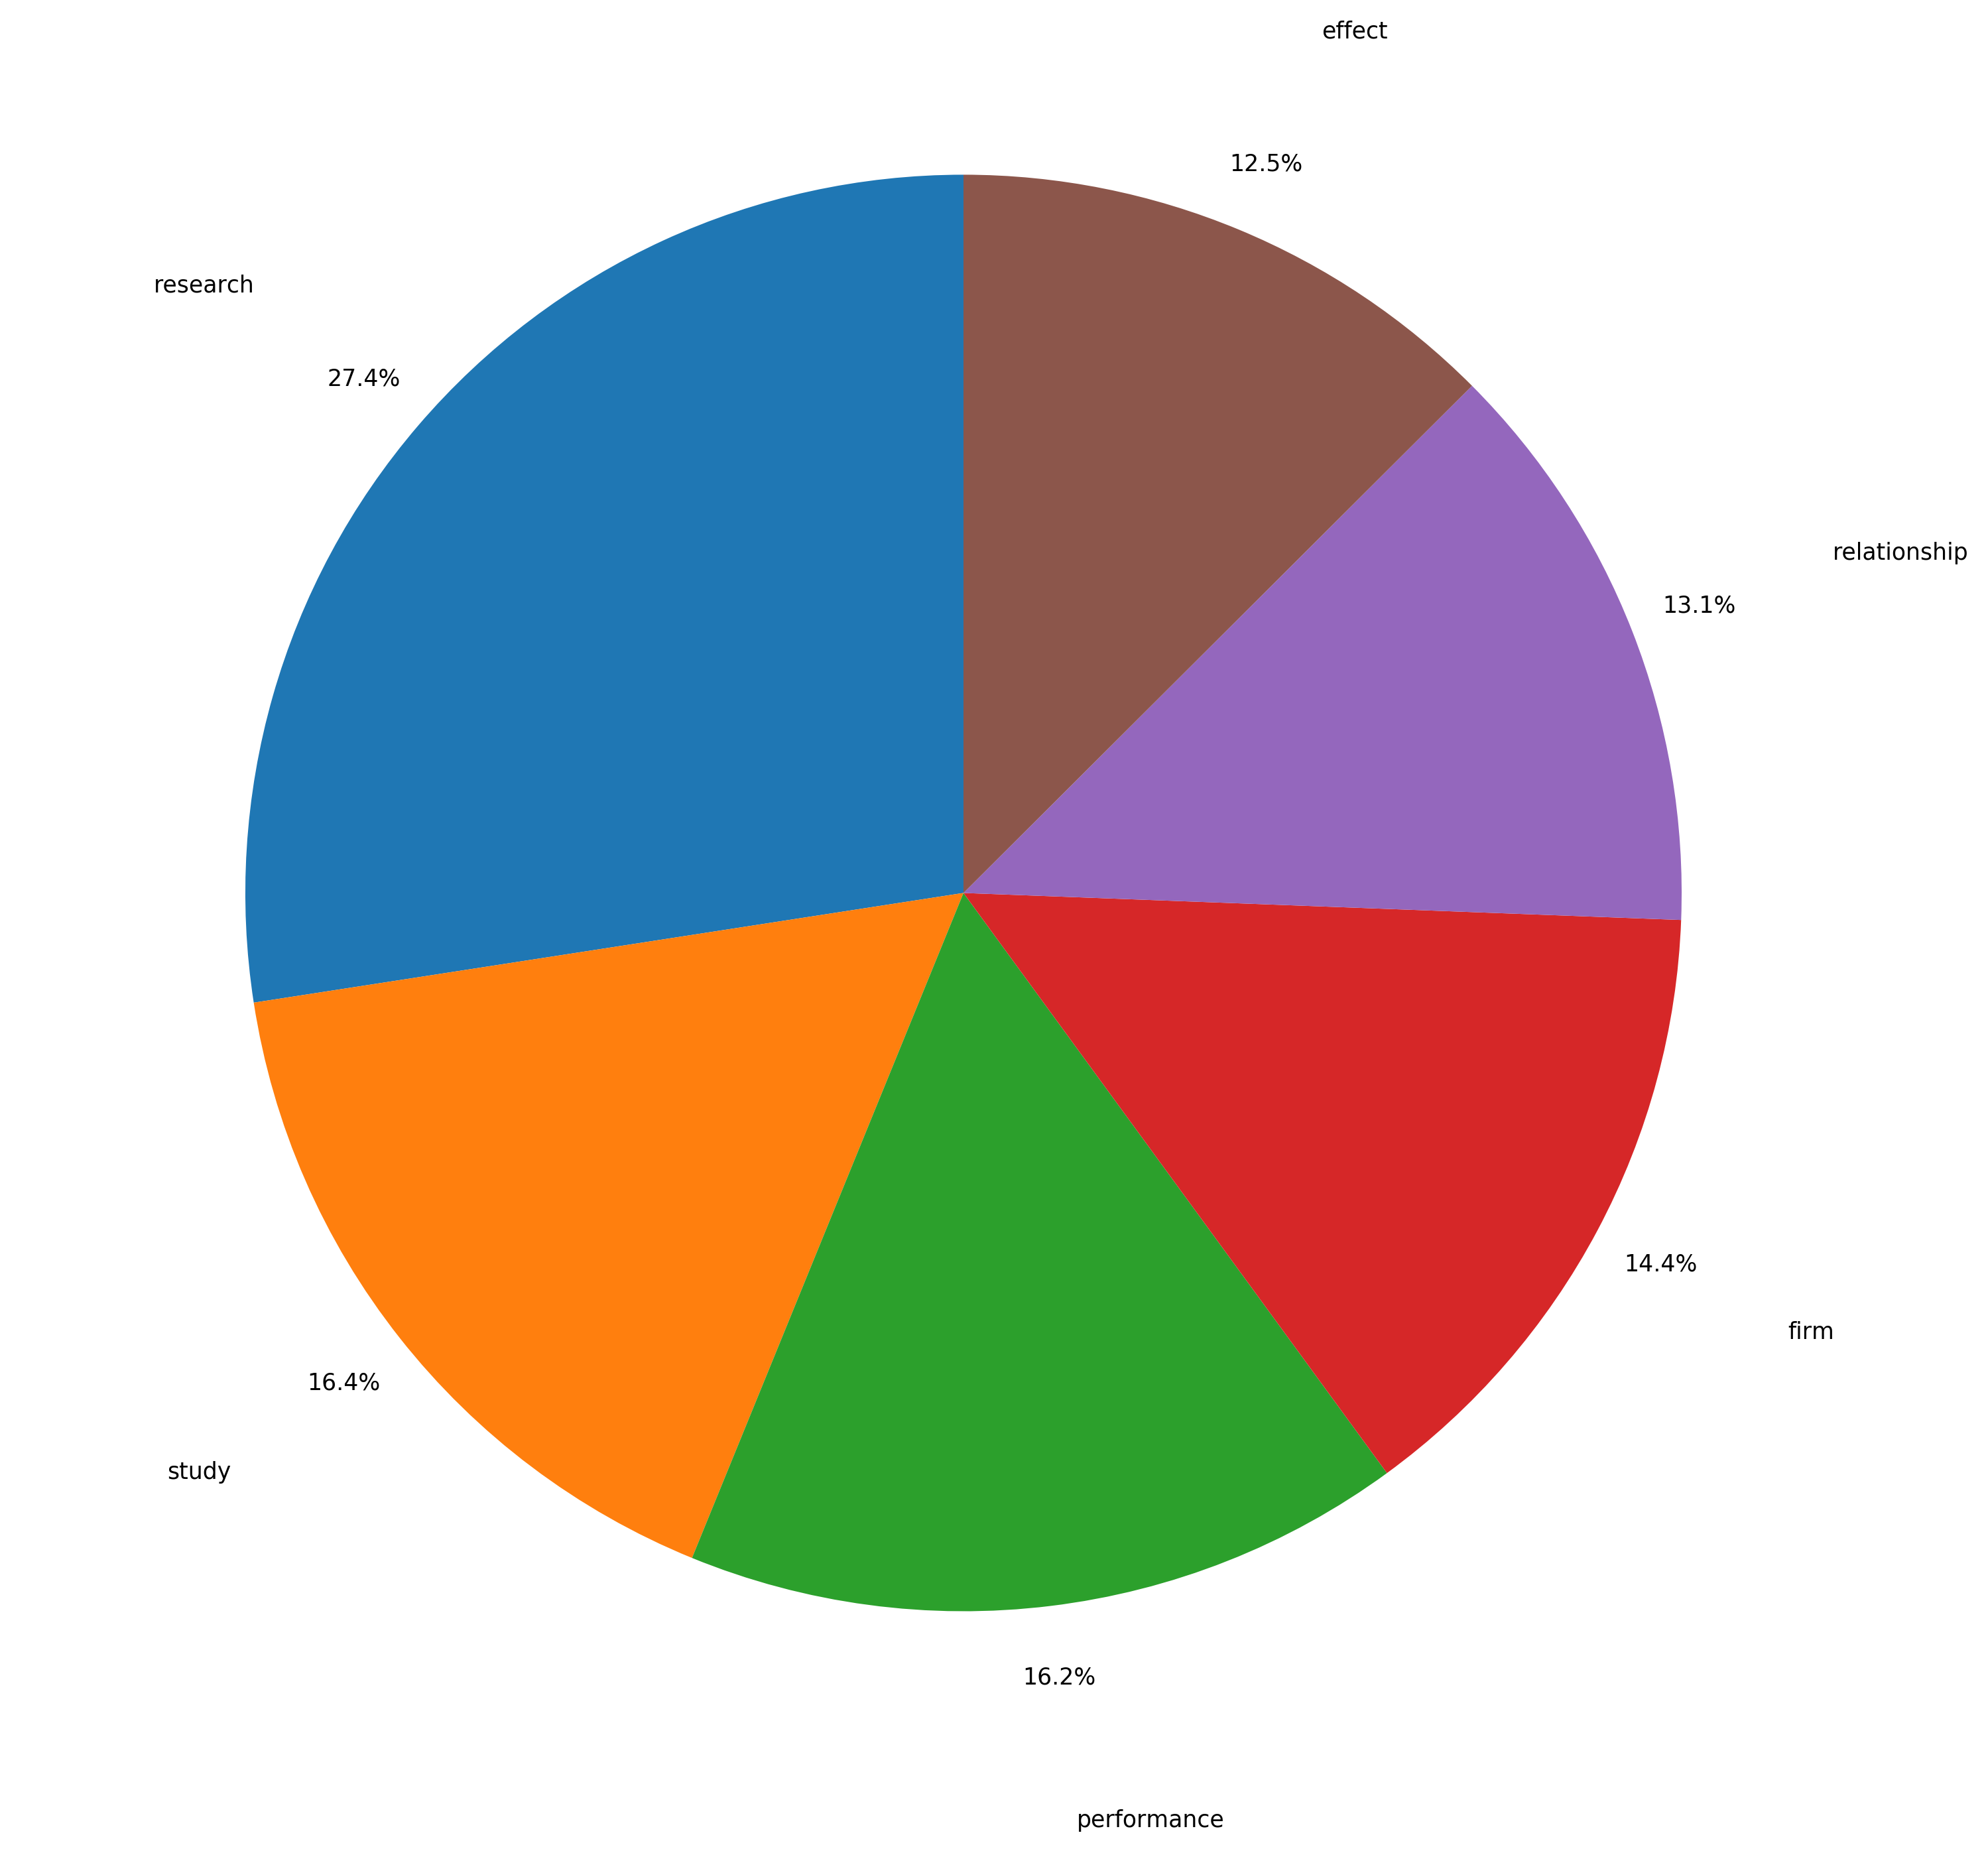 effect
12.5%
research
27.4%
relationship
13.1%
14.4%
firm
16.4%
study
16.2%
performance